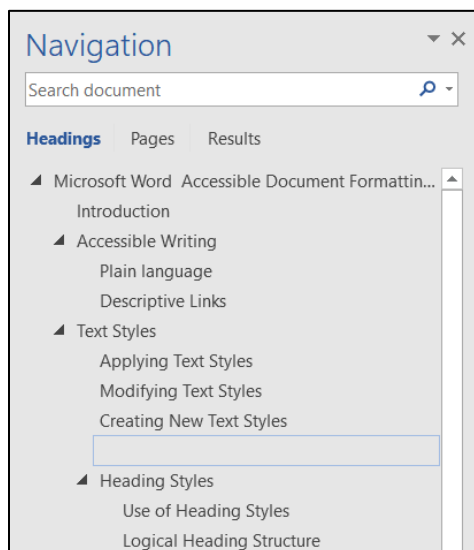 Navigation
Search document
Headings Pages Results
Microsoft Word Accessible Document Formattin...
Introduction
Accessible Writing
Plain language
Descriptive Links
Text Styles
Applying Text Styles
Modifying Text Styles
Creating New Text Styles
Heading Styles
Use of Heading Styles
Logical Heading Structure